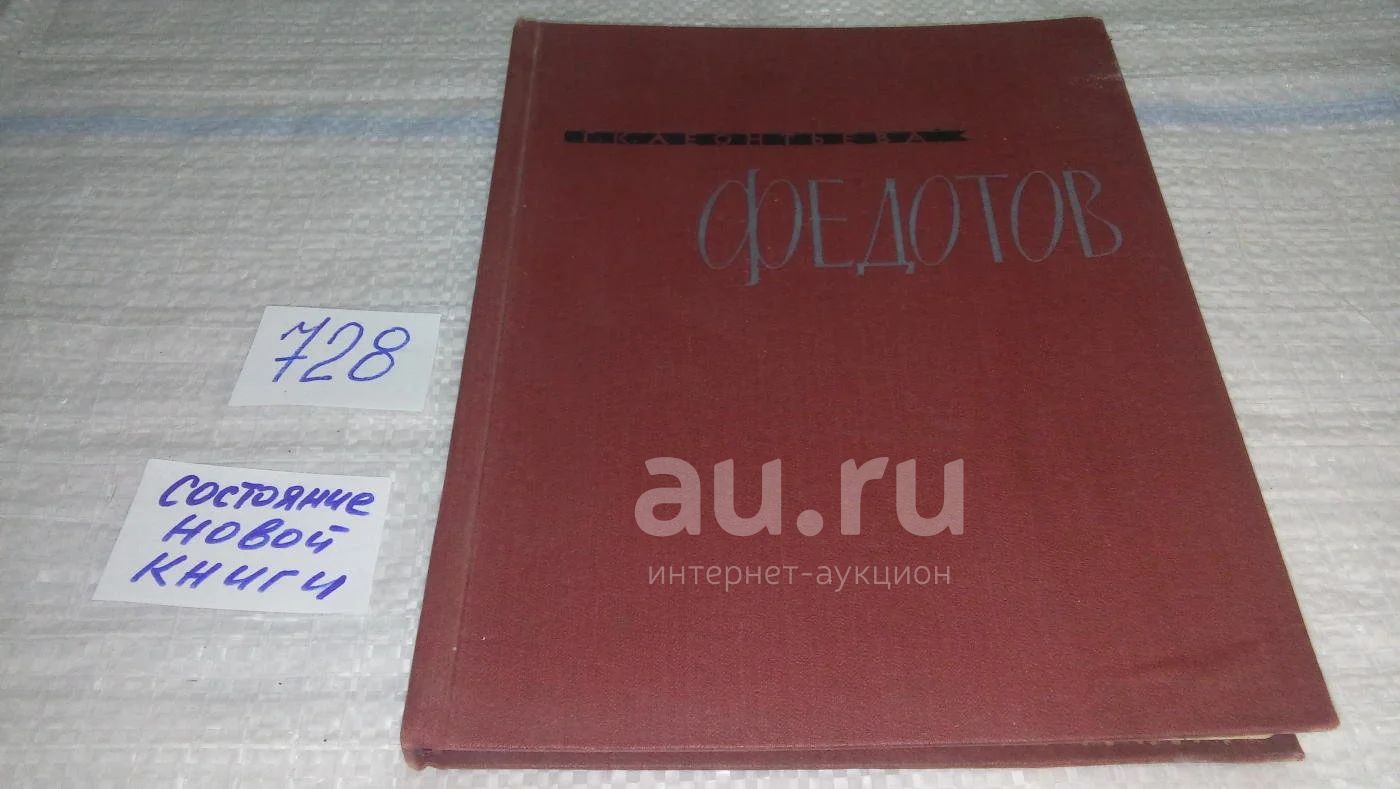 Г. К. ЛЕОНТЬЕВА
ФЕДОТОВ
728
состояние
новой
книги
au.ru
интернет-аукцион